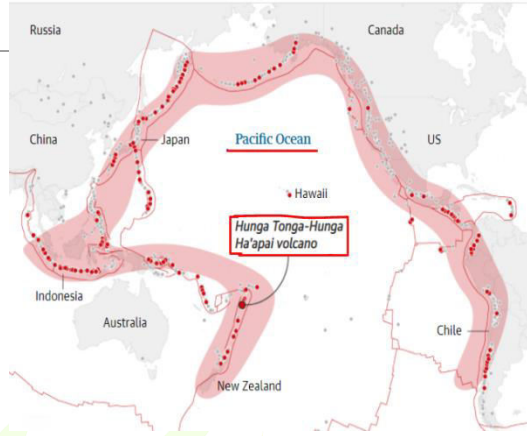 Russia
Canada
China
Japan
Pacific Ocean
US
Hawaii
Hunga Tonga-Hunga
Ha'apai volcano
Indonesia
Australia
Chile
New Zealand